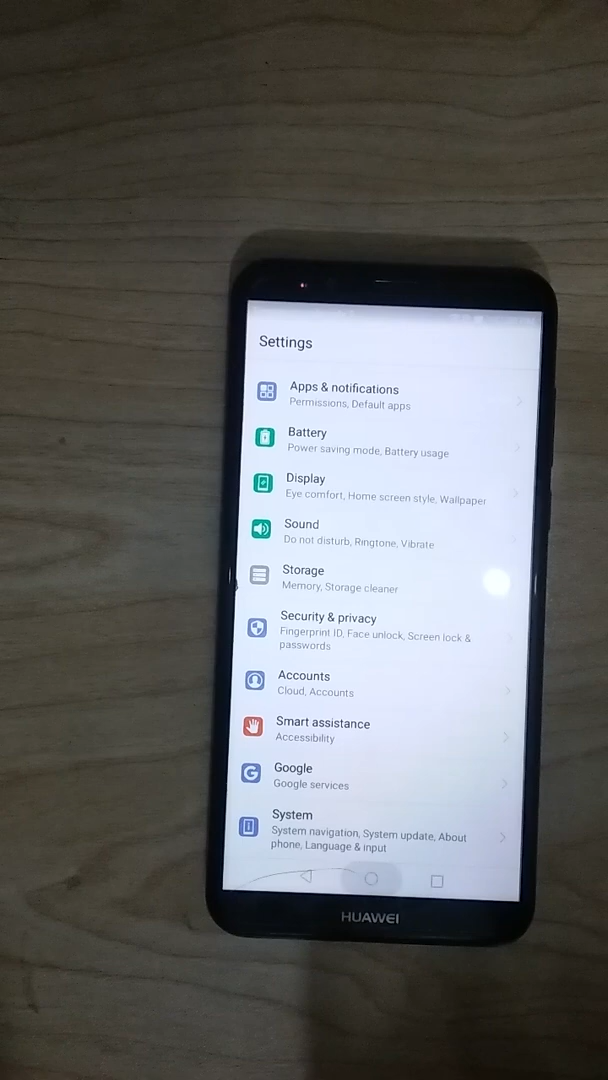 Settings
Apps & notifications
Permissions, Default apps
Battery
Power saving mode, Battery usage
Display
Eye comfort, Home screen style, Wallpaper
Sound
Do not disturb, Ringtone, Vibrate
Storage
Memory, Storage cleaner
Security & privacy
Fingerprint ID, Face unlock, Screen lock &
passwords
Accounts
Cloud, Accounts
Smart assistance
Accessibility
Google
Google services
System
System navigation, System update, About
phone, Language & input
HUAWEI